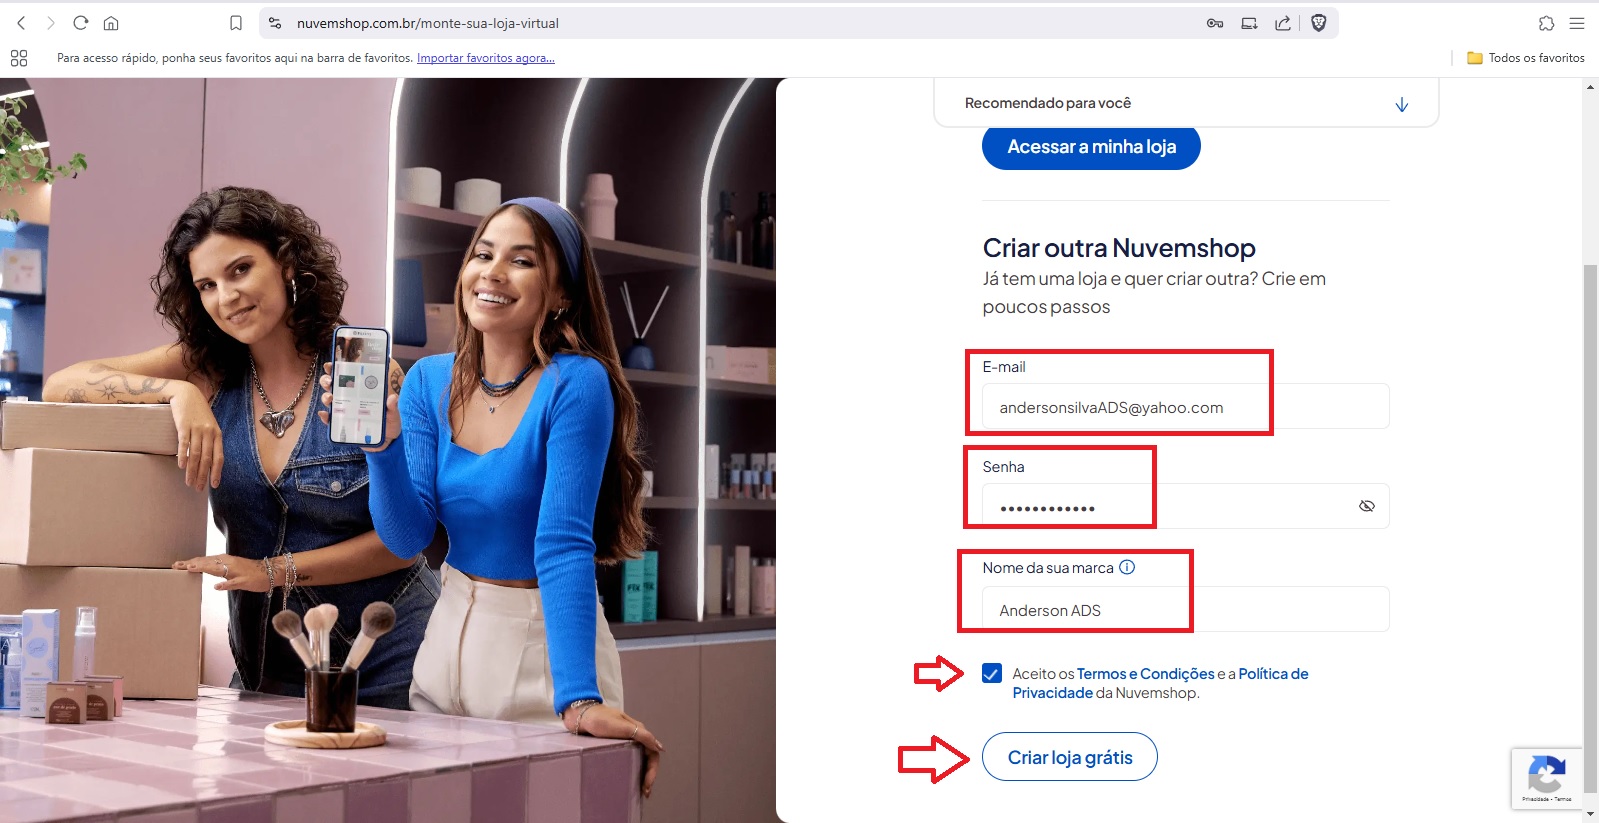 nuvemshop.com.br/monte-sua-loja-virtual
Para acesso rápido, ponha seus favoritos aqui na barra de favoritos. Importar favoritos agora...
Todos os favoritos
Recomendado para você
Acessar a minha loja
Criar outra Nuvemshop
Já tem uma loja e quer criar outra? Crie em
poucos passos
E-mail
andersonsilvaADS@yahoo.com
Senha
••••••••••••
Nome da sua marca
Anderson ADS
Aceito os Termos e Condições e a Política de
Privacidade da Nuvemshop.
Criar loja grátis
Privacidade - Termos